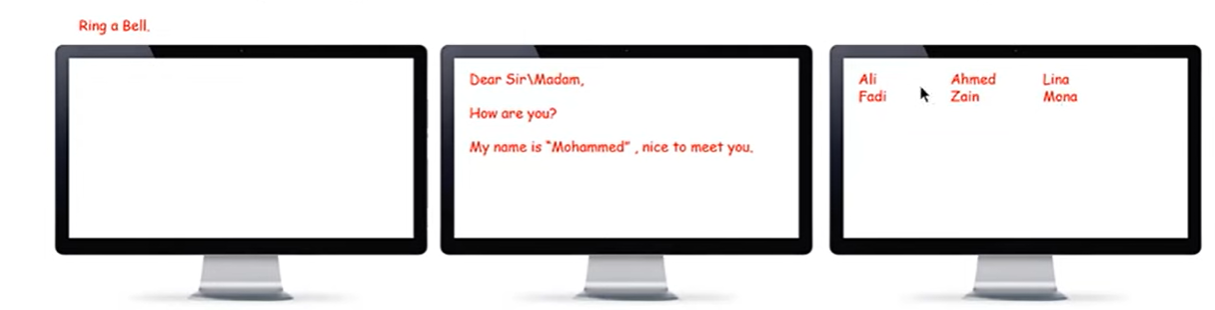 Ring a Bell.
Dear Sir\Madam,
How are you?
My name is “Mohammed” , nice to meet you.
Ali Ahmed Lina
Fadi Zain Mona